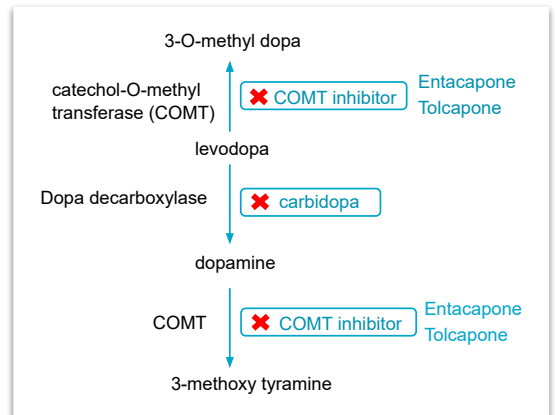 3-O-methyl dopa
catechol-O-methyl
transferase (COMT)
COMT inhibitor
Entacapone
Tolcapone
levodopa
Dopa decarboxylase
carbidopa
dopamine
COMT
COMT inhibitor
Entacapone
Tolcapone
3-methoxy tyramine